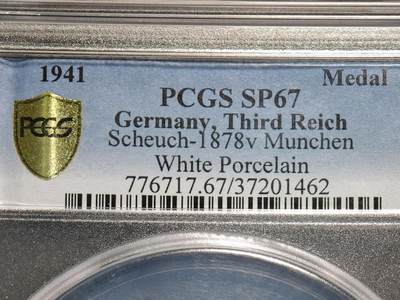 1941 Medal
PCGS SP67
PCGS
Germany, Third Reich
Scheuch-1878v Munchen
White Porcelain
776717.67/37201462